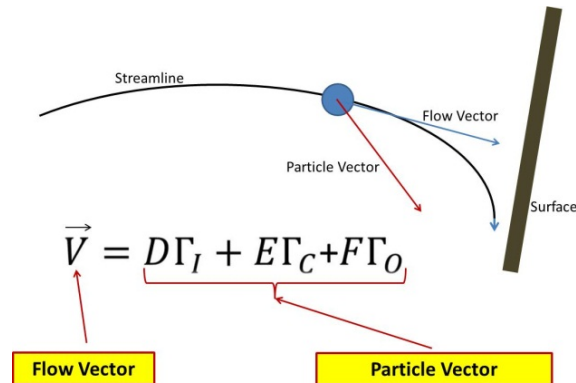 Streamline
Flow Vector
Particle Vector
Surface
V⃗ = DΓ_I + EΓ_C+FΓ_O
Flow Vector
Particle Vector